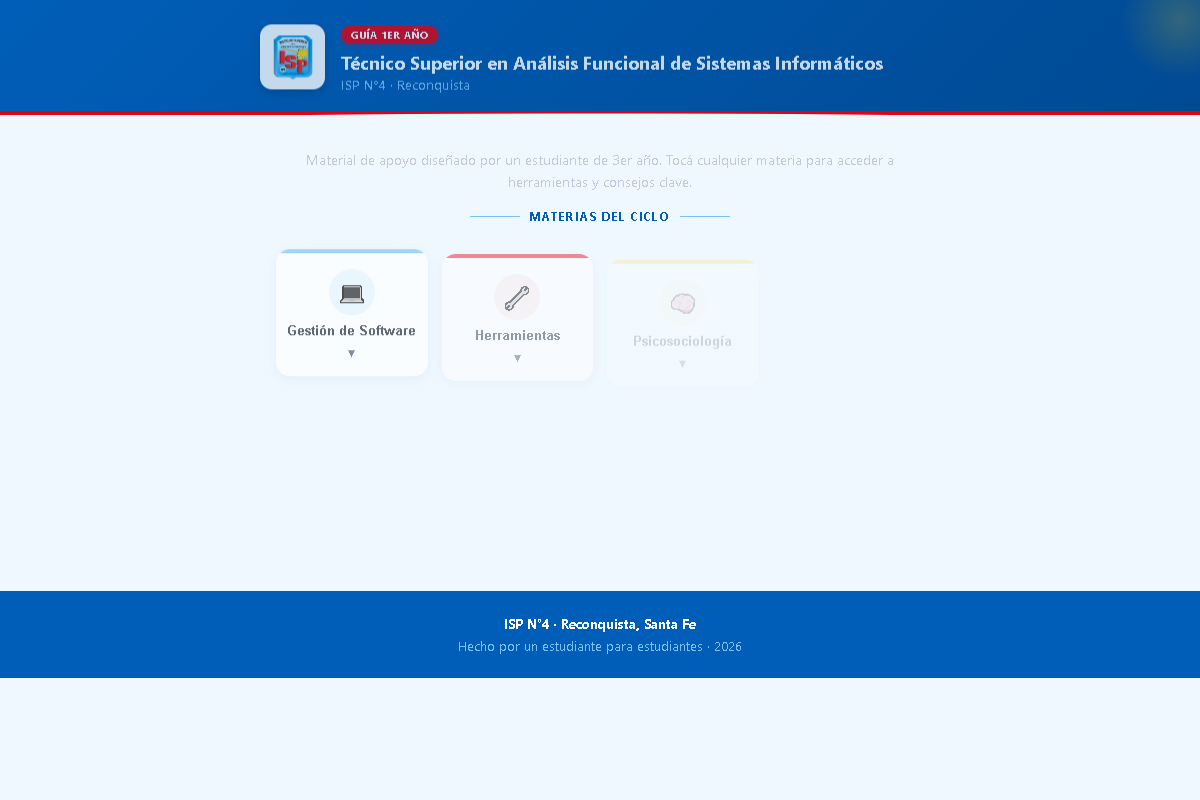 GUÍA 1ER AÑO
Técnico Superior en Análisis Funcional de Sistemas Informáticos
ISP N°4 · Reconquista
Material de apoyo diseñado por un estudiante de 3er año. Tocá cualquier materia para acceder a
herramientas y consejos clave.
MATERIAS DEL CICLO
Gestión de Software
Herramientas
Psicosociología
ISP N°4 · Reconquista, Santa Fe
Hecho por un estudiante para estudiantes · 2026